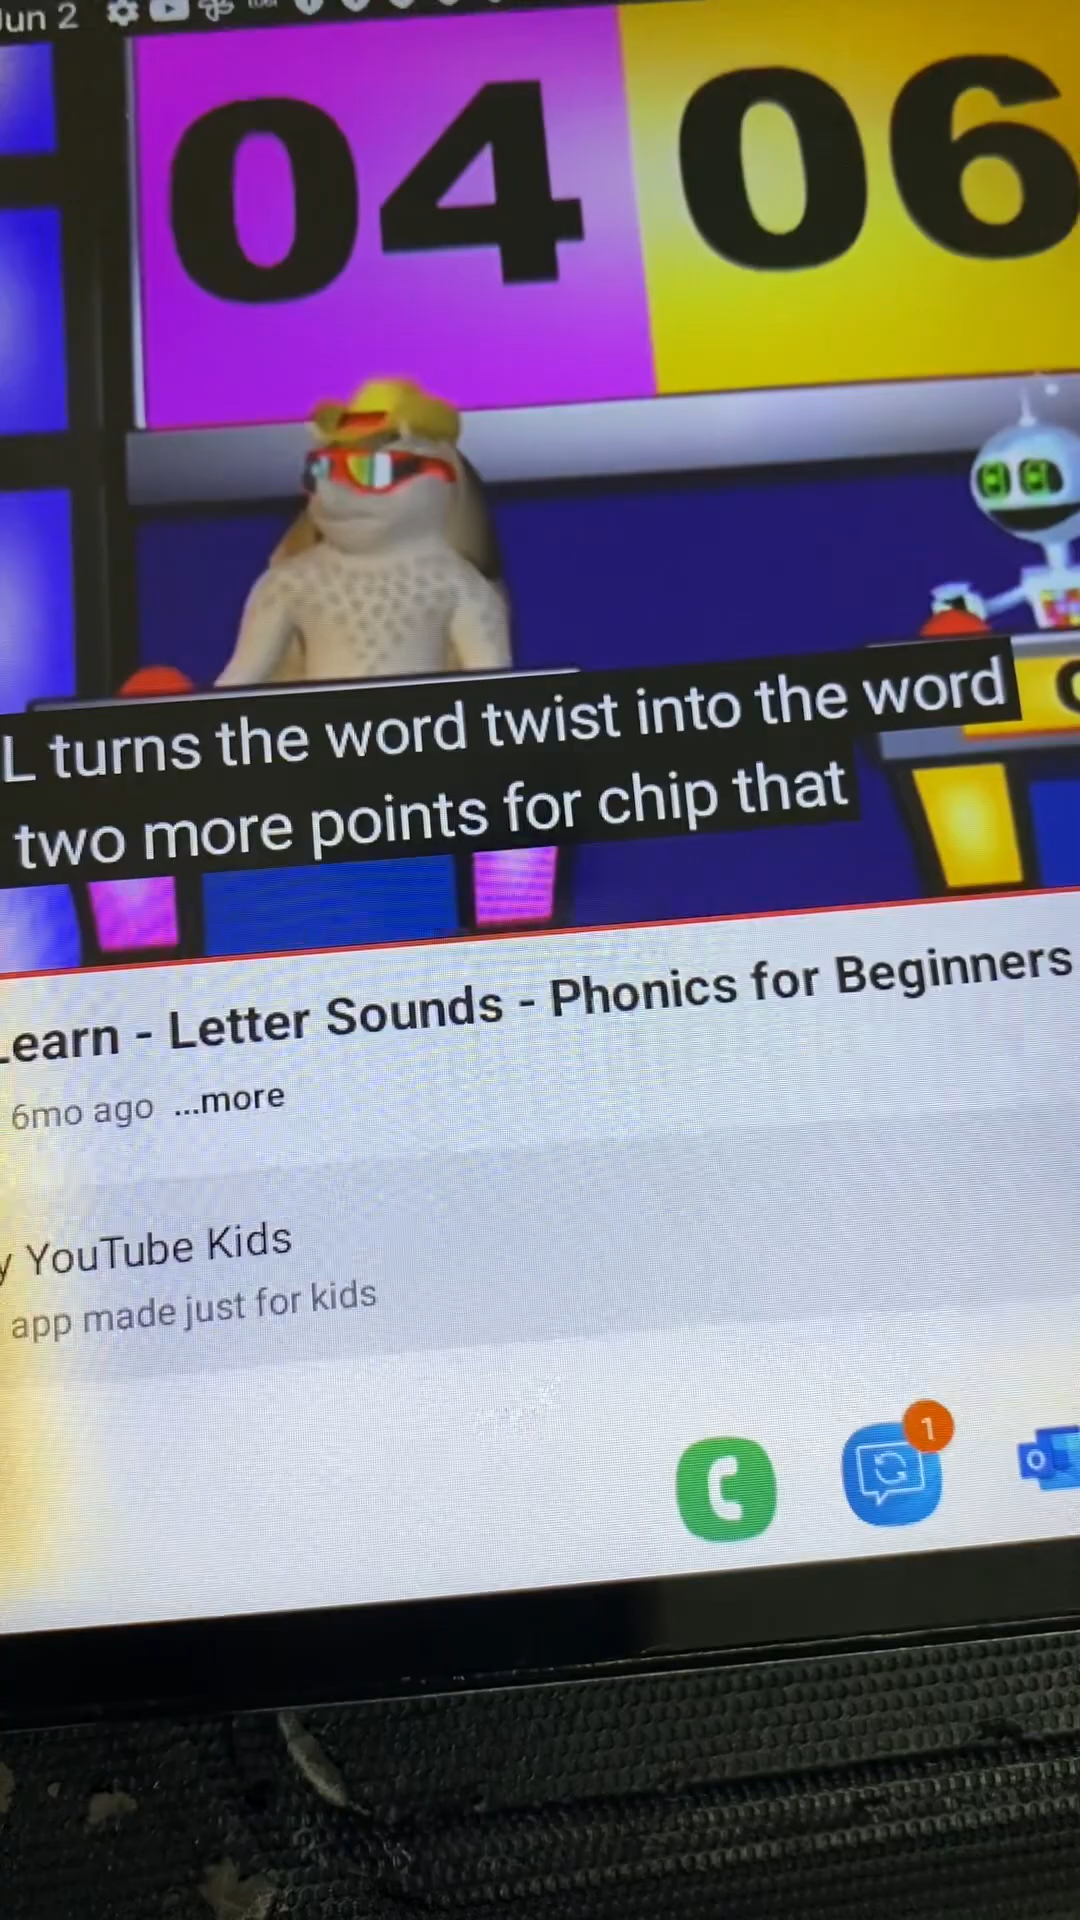 Jun 2
04 06
L turns the word twist into the word
two more points for chip that
Learn - Letter Sounds - Phonics for Beginners
6mo ago ...more
y YouTube Kids
app made just for kids
1
O